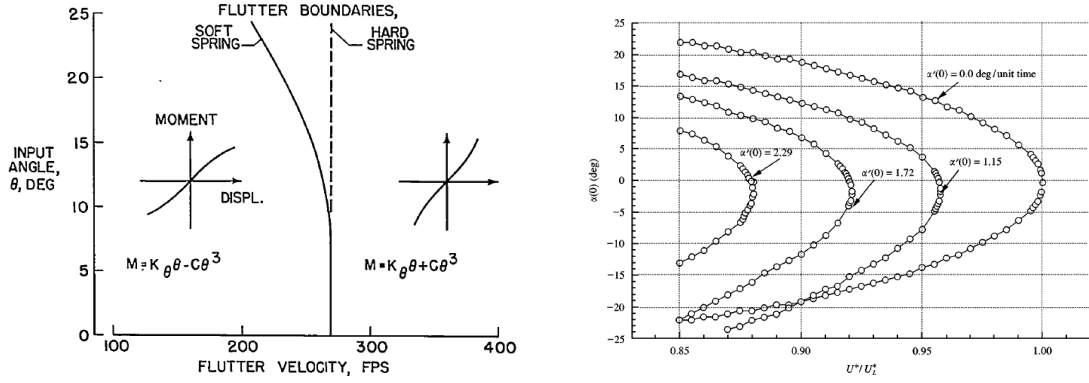 FLUTTER BOUNDARIES,
SOFT
SPRING
HARD
SPRING
25
20
15
10
5
0
INPUT
ANGLE,
θ, DEG
MOMENT
DISPL.
M=Kθθ-Cθ³
M=Kθθ+Cθ³
100
200
300
400
FLUTTER VELOCITY, FPS
25
20
15
10
5
0
−5
−10
−15
−20
−25
α(0) (deg)
α′(0) = 0.0 deg/unit time
α′(0) = 2.29
α′(0) = 1.15
α′(0) = 1.72
0.85
0.90
0.95
1.00
U*/U*L